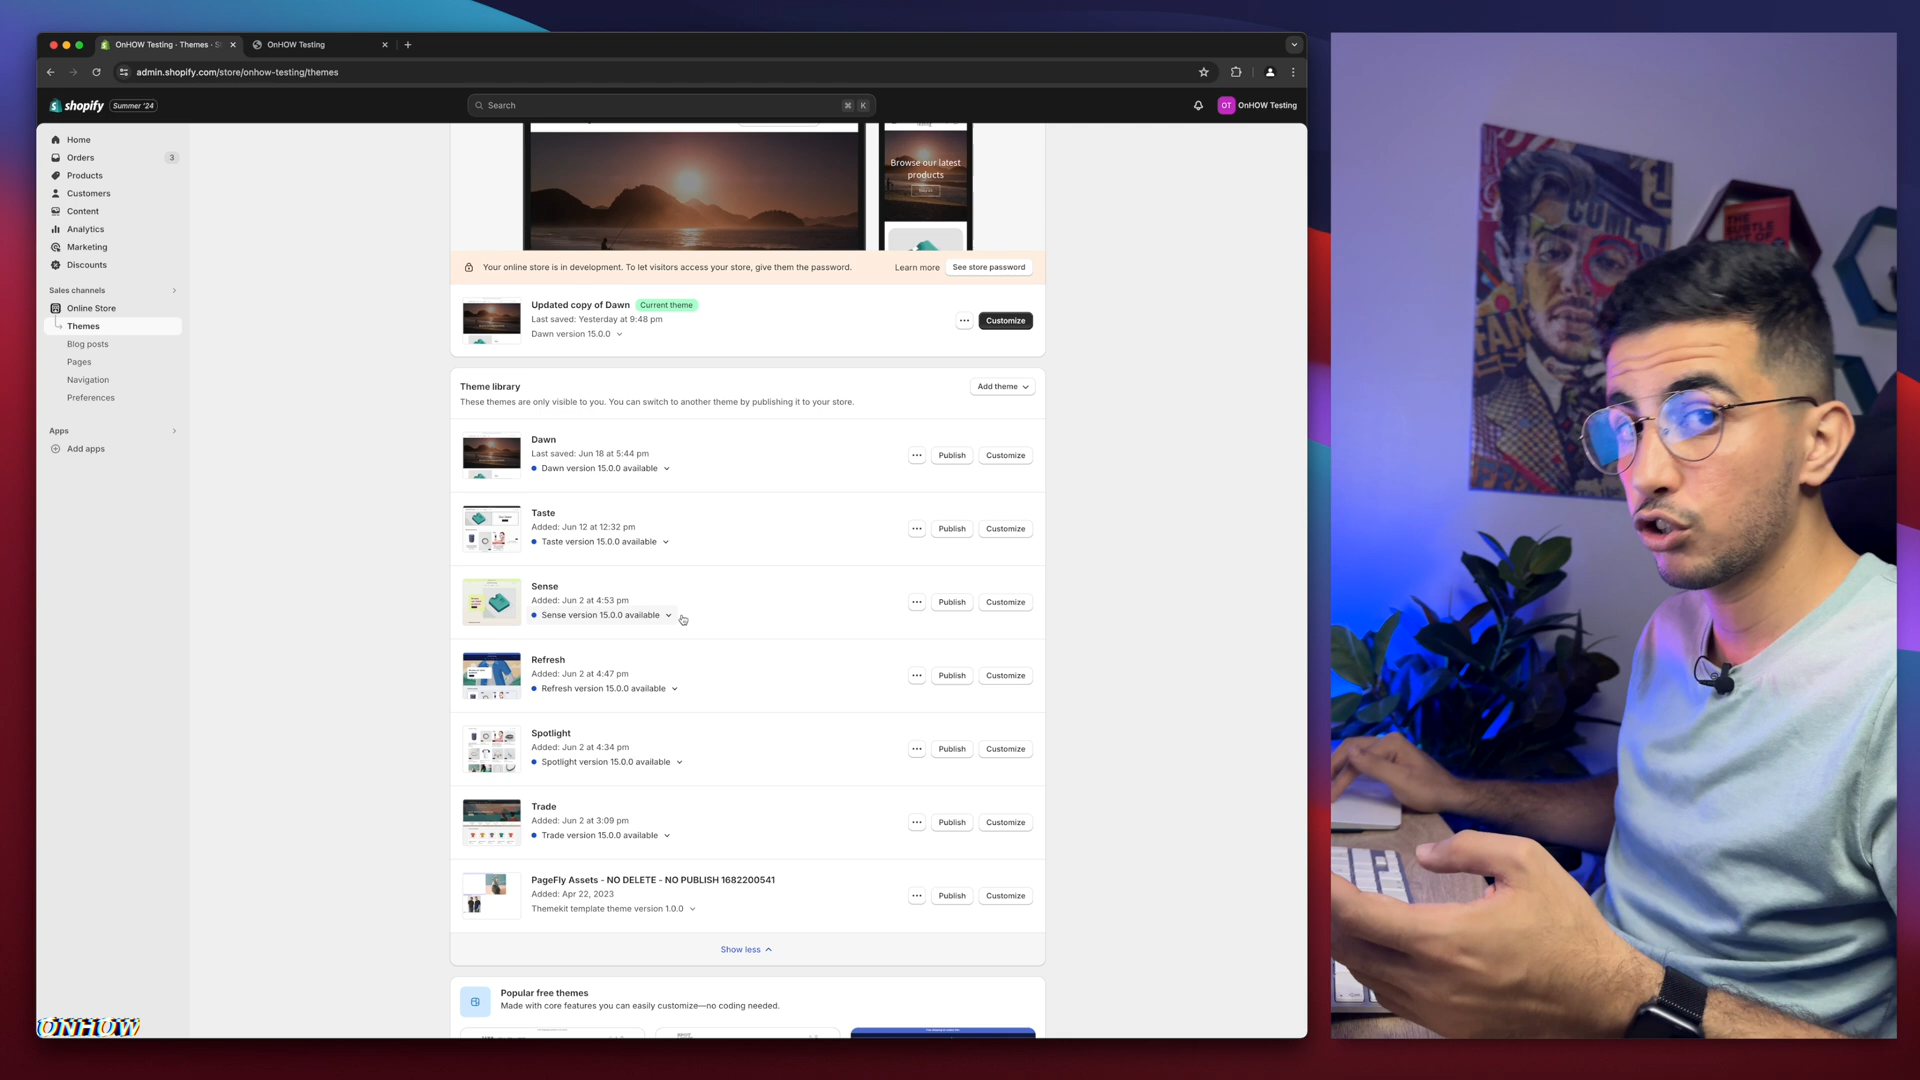 OnHOW Testing · Themes · S
OnHOW Testing
admin.shopify.com/store/onhow-testing/themes
shopify
Summer '24
Search
⌘ K
OT
OnHOW Testing
Home
Orders
3
Products
Customers
Content
Analytics
Marketing
Discounts
Sales channels
Online Store
Themes
Blog posts
Pages
Navigation
Preferences
Apps
Add apps
Browse our latest
products
Your online store is in development. To let visitors access your store, give them the password.
Learn more
See store password
Updated copy of Dawn
Current theme
Last saved: Yesterday at 9:48 pm
Dawn version 15.0.0
Customize
Theme library
Add theme
These themes are only visible to you. You can switch to another theme by publishing it to your store.
Dawn
Last saved: Jun 18 at 5:44 pm
Dawn version 15.0.0 available
Publish
Customize
Taste
Added: Jun 12 at 12:32 pm
Taste version 15.0.0 available
Publish
Customize
Sense
Added: Jun 2 at 4:53 pm
Sense version 15.0.0 available
Publish
Customize
Refresh
Added: Jun 2 at 4:47 pm
Refresh version 15.0.0 available
Publish
Customize
Spotlight
Added: Jun 2 at 4:34 pm
Spotlight version 15.0.0 available
Publish
Customize
Trade
Added: Jun 2 at 3:09 pm
Trade version 15.0.0 available
Publish
Customize
PageFly Assets - NO DELETE - NO PUBLISH 1682200541
Added: Apr 22, 2023
Themekit template theme version 1.0.0
Publish
Customize
Show less
Popular free themes
Made with core features you can easily customize—no coding needed.
ONHOW
THE
SUBTLE